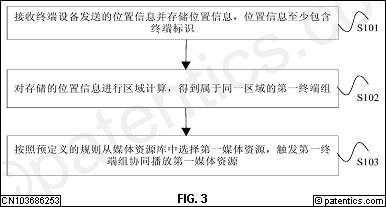 接收终端设备发送的位置信息并存储位置信息，位置信息至少包含
终端标识
S101
对存储的位置信息进行区域计算，得到属于同一区域的第一终端组
S102
按照预定义的规则从媒体资源库中选择第一媒体资源，触发第一终
端组协同播放第一媒体资源
S103
FIG. 3
CN103686253
© patentics.com
©patentics.com